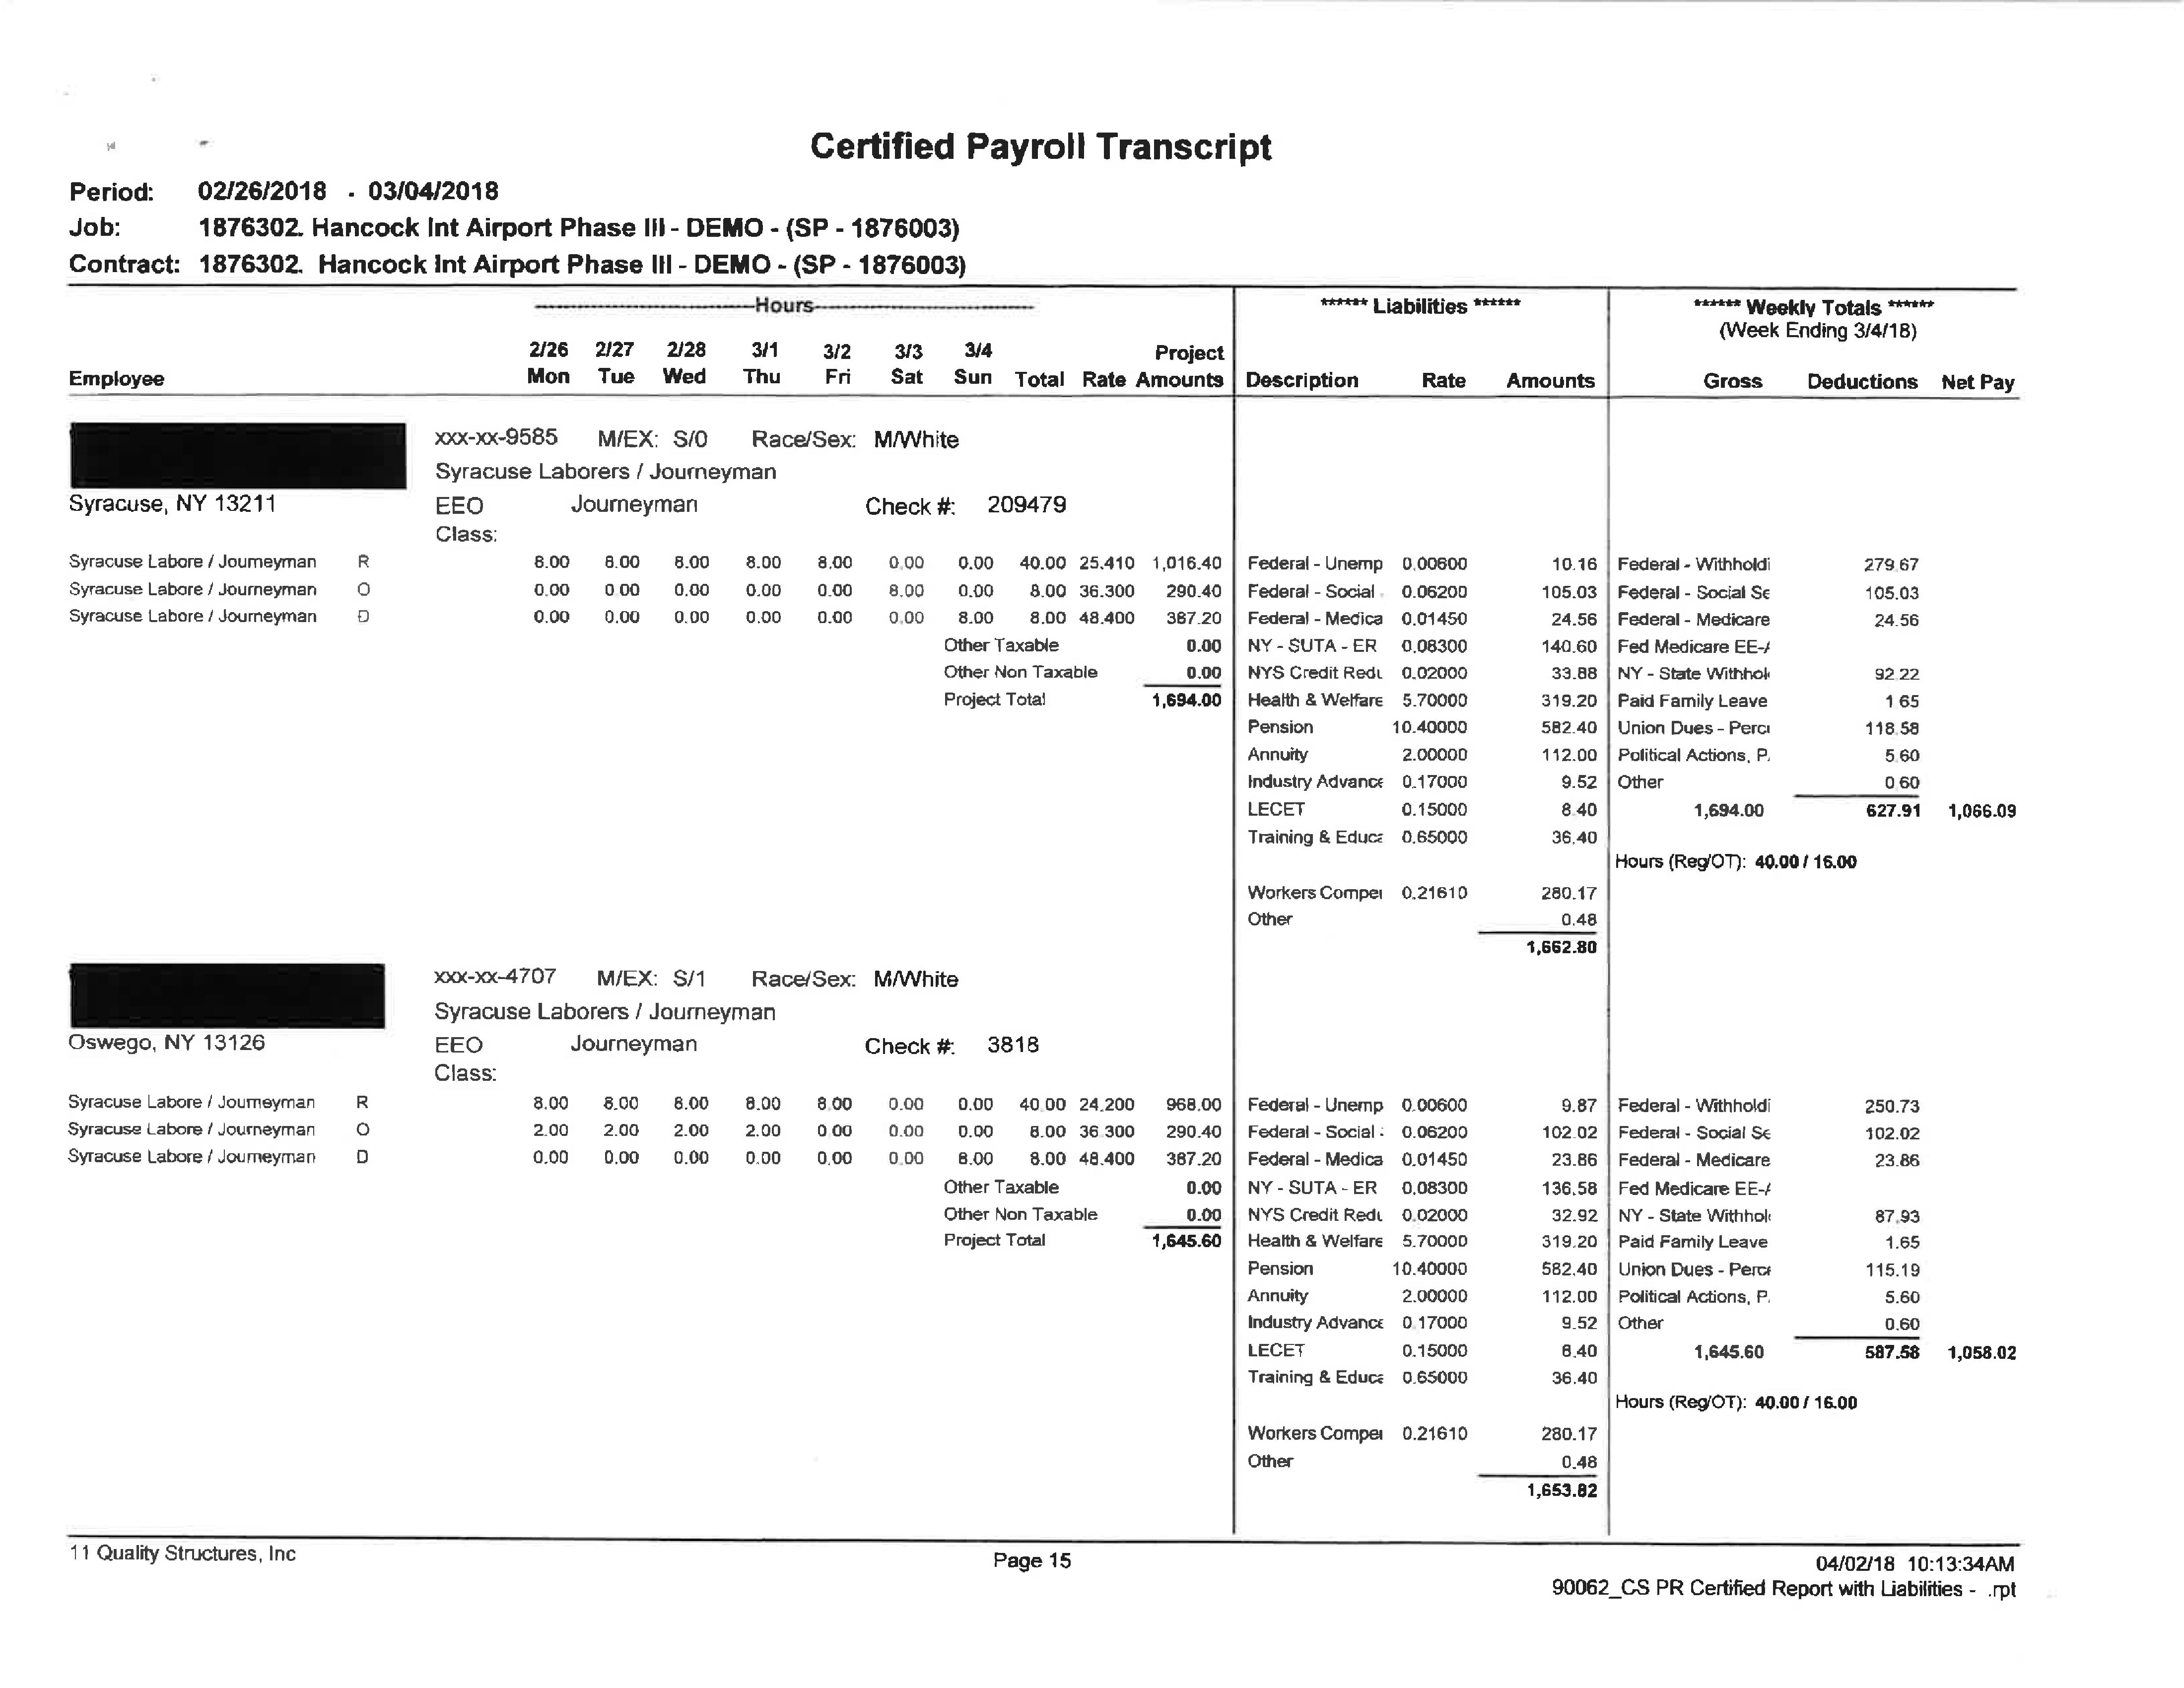 Certified Payroll Transcript
Period: 02/26/2018 - 03/04/2018
Job: 1876302. Hancock Int Airport Phase III - DEMO - (SP - 1876003)
Contract: 1876302. Hancock Int Airport Phase III - DEMO - (SP - 1876003)
Hours ****** Liabilities ****** ****** Weekly Totals ******
(Week Ending 3/4/18)
2/26 2/27 2/28 3/1 3/2 3/3 3/4 Project
Employee Mon Tue Wed Thu Fri Sat Sun Total Rate Amounts Description Rate Amounts Gross Deductions Net Pay
xxx-xx-9585 M/EX: S/0 Race/Sex: M/White
Syracuse Laborers / Journeyman
Syracuse, NY 13211 EEO Journeyman Check #: 209479
Class:
Syracuse Labore / Journeyman R 8.00 8.00 8.00 8.00 8.00 0.00 0.00 40.00 25.410 1,016.40 Federal - Unemp 0.00600 10.16 Federal - Withholdi 279.67
Syracuse Labore / Journeyman O 0.00 0.00 0.00 0.00 0.00 8.00 0.00 8.00 36.300 290.40 Federal - Social 0.06200 105.03 Federal - Social Se 105.03
Syracuse Labore / Journeyman D 0.00 0.00 0.00 0.00 0.00 0.00 8.00 8.00 48.400 387.20 Federal - Medica 0.01450 24.56 Federal - Medicare 24.56
Other Taxable 0.00 NY - SUTA - ER 0.08300 140.60 Fed Medicare EE-/
Other Non Taxable 0.00 NYS Credit Redu 0.02000 33.88 NY - State Withhol 92.22
Project Total 1,694.00 Health & Welfare 5.70000 319.20 Paid Family Leave 1.65
Pension 10.40000 582.40 Union Dues - Perce 118.58
Annuity 2.00000 112.00 Political Actions, P. 5.60
Industry Advance 0.17000 9.52 Other 0.60
LECET 0.15000 8.40 1,694.00 627.91 1,066.09
Training & Educa 0.65000 36.40
Hours (Reg/OT): 40.00 / 16.00
Workers Compe 0.21610 280.17
Other 0.48
1,662.80
xxx-xx-4707 M/EX: S/1 Race/Sex: M/White
Syracuse Laborers / Journeyman
Oswego, NY 13126 EEO Journeyman Check #: 3818
Class:
Syracuse Labore / Journeyman R 8.00 8.00 8.00 8.00 8.00 0.00 0.00 40.00 24.200 968.00 Federal - Unemp 0.00600 9.87 Federal - Withholdi 250.73
Syracuse Labore / Journeyman O 2.00 2.00 2.00 2.00 0.00 0.00 0.00 8.00 36.300 290.40 Federal - Social 0.06200 102.02 Federal - Social Se 102.02
Syracuse Labore / Journeyman D 0.00 0.00 0.00 0.00 0.00 0.00 8.00 8.00 48.400 387.20 Federal - Medica 0.01450 23.86 Federal - Medicare 23.86
Other Taxable 0.00 NY - SUTA - ER 0.08300 136.58 Fed Medicare EE-/
Other Non Taxable 0.00 NYS Credit Redu 0.02000 32.92 NY - State Withhol 87.93
Project Total 1,645.60 Health & Welfare 5.70000 319.20 Paid Family Leave 1.65
Pension 10.40000 582.40 Union Dues - Perce 115.19
Annuity 2.00000 112.00 Political Actions, P. 5.60
Industry Advance 0.17000 9.52 Other 0.60
LECET 0.15000 8.40 1,645.60 587.58 1,058.02
Training & Educa 0.65000 36.40
Hours (Reg/OT): 40.00 / 16.00
Workers Compe 0.21610 280.17
Other 0.48
1,653.82
11 Quality Structures, Inc Page 15 04/02/18 10:13:34AM
90062_CS PR Certified Report with Liabilities - .rpt